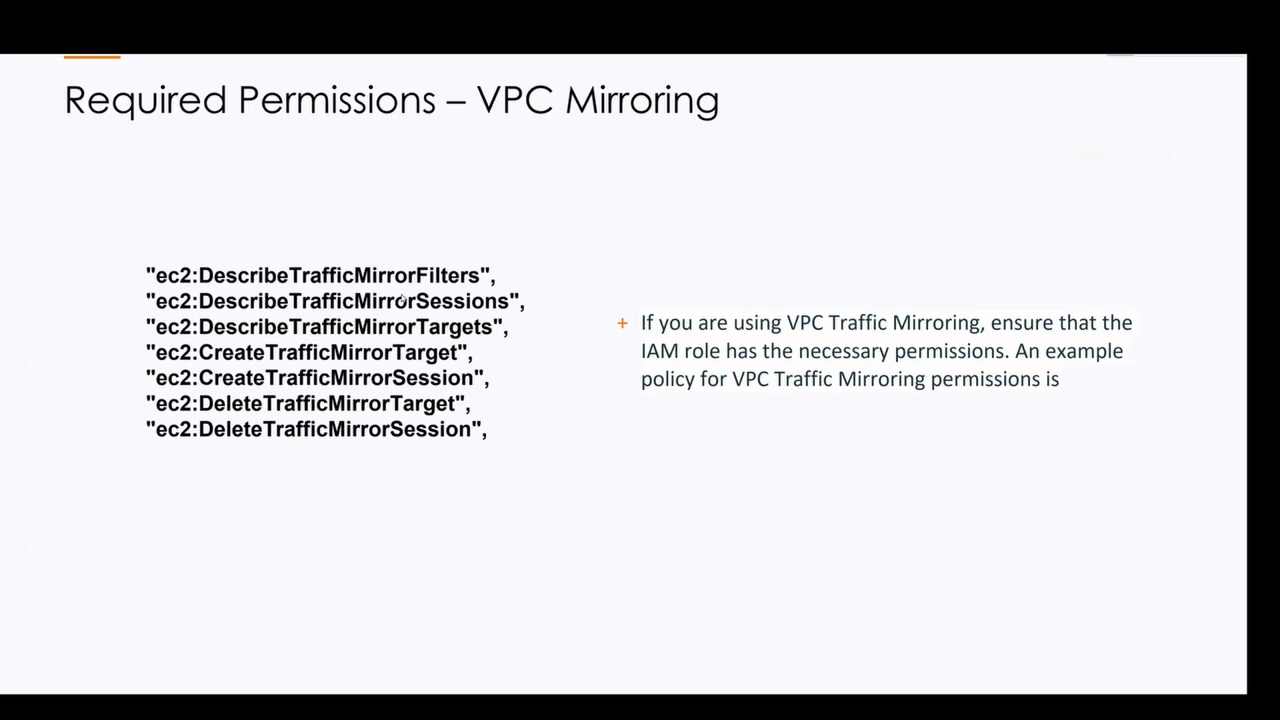 Required Permissions – VPC Mirroring
"ec2:DescribeTrafficMirrorFilters",
"ec2:DescribeTrafficMirrorSessions",
"ec2:DescribeTrafficMirrorTargets",
"ec2:CreateTrafficMirrorTarget",
"ec2:CreateTrafficMirrorSession",
"ec2:DeleteTrafficMirrorTarget",
"ec2:DeleteTrafficMirrorSession",
+ If you are using VPC Traffic Mirroring, ensure that the
IAM role has the necessary permissions. An example
policy for VPC Traffic Mirroring permissions is